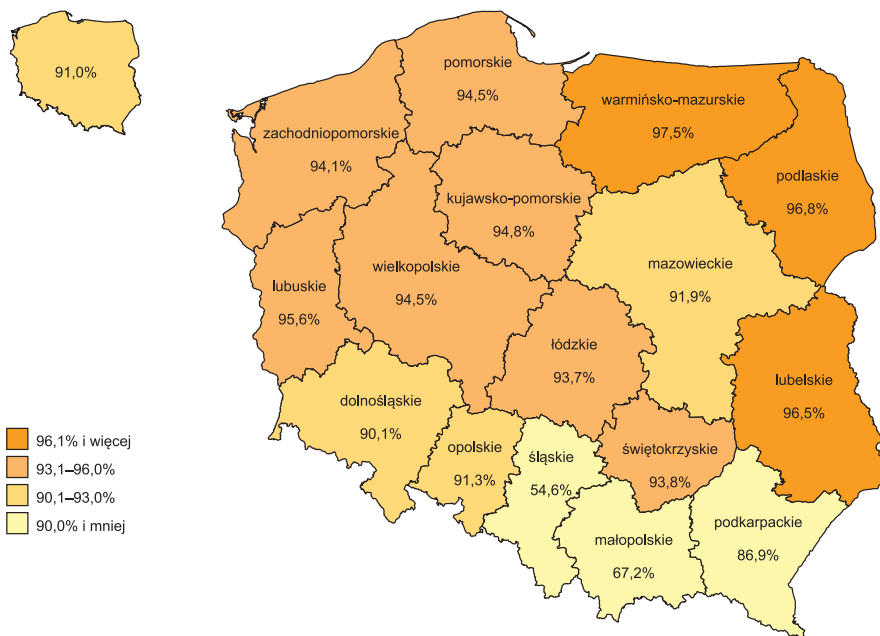 91,0%
pomorskie
94,5%
warmińsko-mazurskie
97,5%
zachodniopomorskie
94,1%
podlaskie
96,8%
kujawsko-pomorskie
94,8%
mazowieckie
91,9%
wielkopolskie
94,5%
lubuskie
95,6%
łódzkie
93,7%
lubelskie
96,5%
dolnośląskie
90,1%
opolskie
91,3%
śląskie
54,6%
świętokrzyskie
93,8%
małopolskie
67,2%
podkarpackie
86,9%
96,1% i więcej
93,1–96,0%
90,1–93,0%
90,0% i mniej